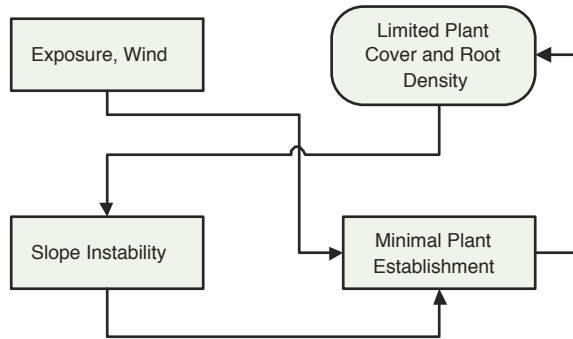 Exposure, Wind
Limited Plant
Cover and Root
Density
Slope Instability
Minimal Plant
Establishment